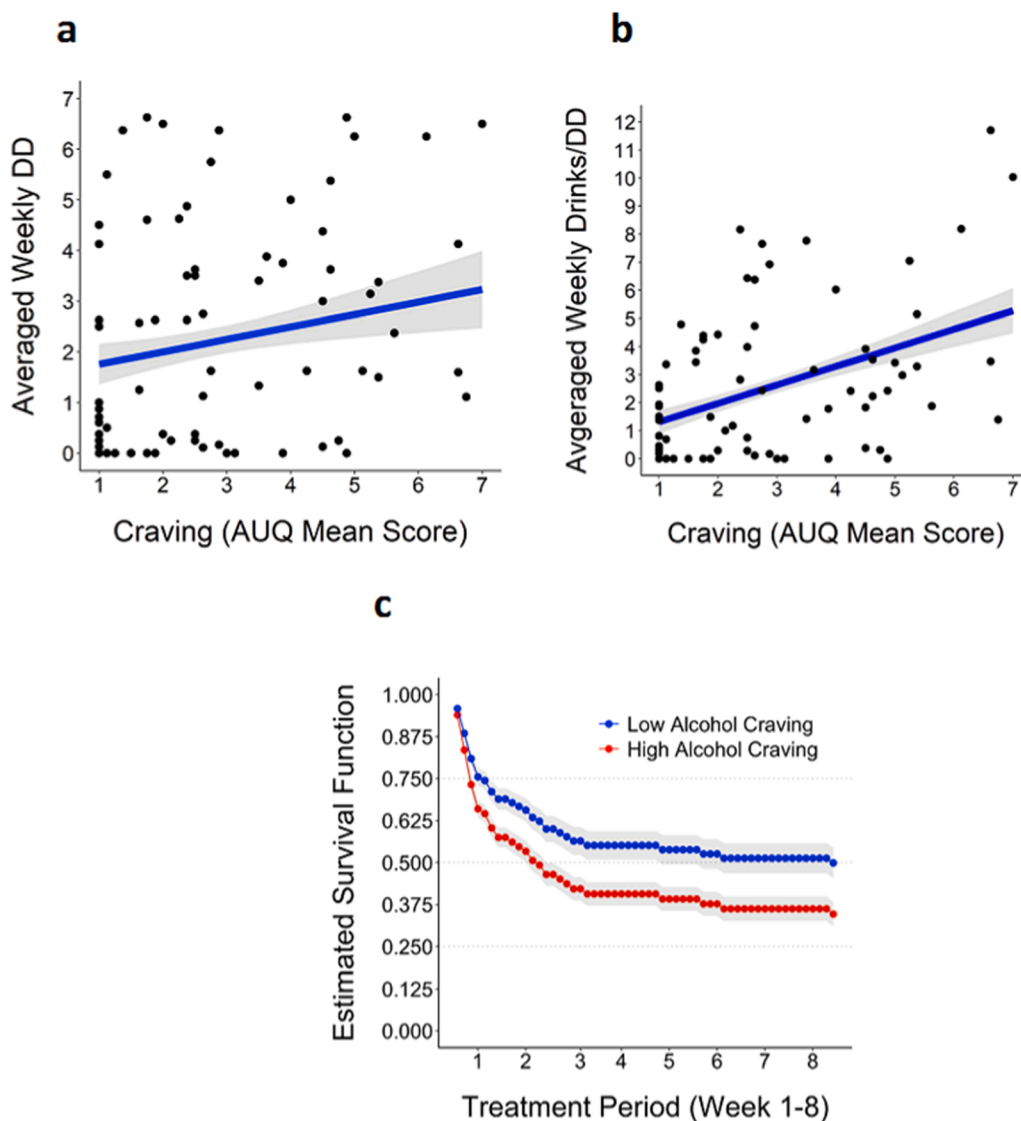 a
Averaged Weekly DD
7
6
5
4
3
2
1
0
1 2 3 4 5 6 7
Craving (AUQ Mean Score)
b
Avgeraged Weekly Drinks/DD
12
11
10
9
8
7
6
5
4
3
2
1
0
1 2 3 4 5 6 7
Craving (AUQ Mean Score)
c
Estimated Survival Function
1.000
0.875
0.750
0.625
0.500
0.375
0.250
0.125
0.000
Low Alcohol Craving
High Alcohol Craving
1 2 3 4 5 6 7 8
Treatment Period (Week 1-8)